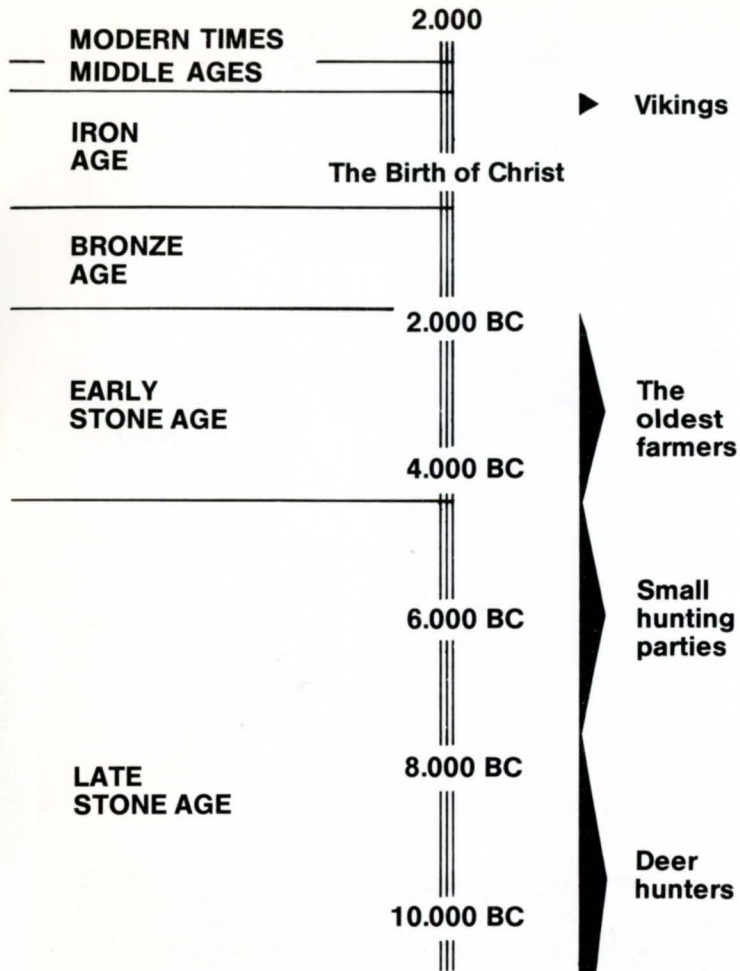 2.000
MODERN TIMES
MIDDLE AGES
Vikings
IRON
AGE
The Birth of Christ
BRONZE
AGE
2.000 BC
EARLY
STONE AGE
The
oldest
farmers
4.000 BC
Small
hunting
parties
6.000 BC
8.000 BC
LATE
STONE AGE
Deer
hunters
10.000 BC